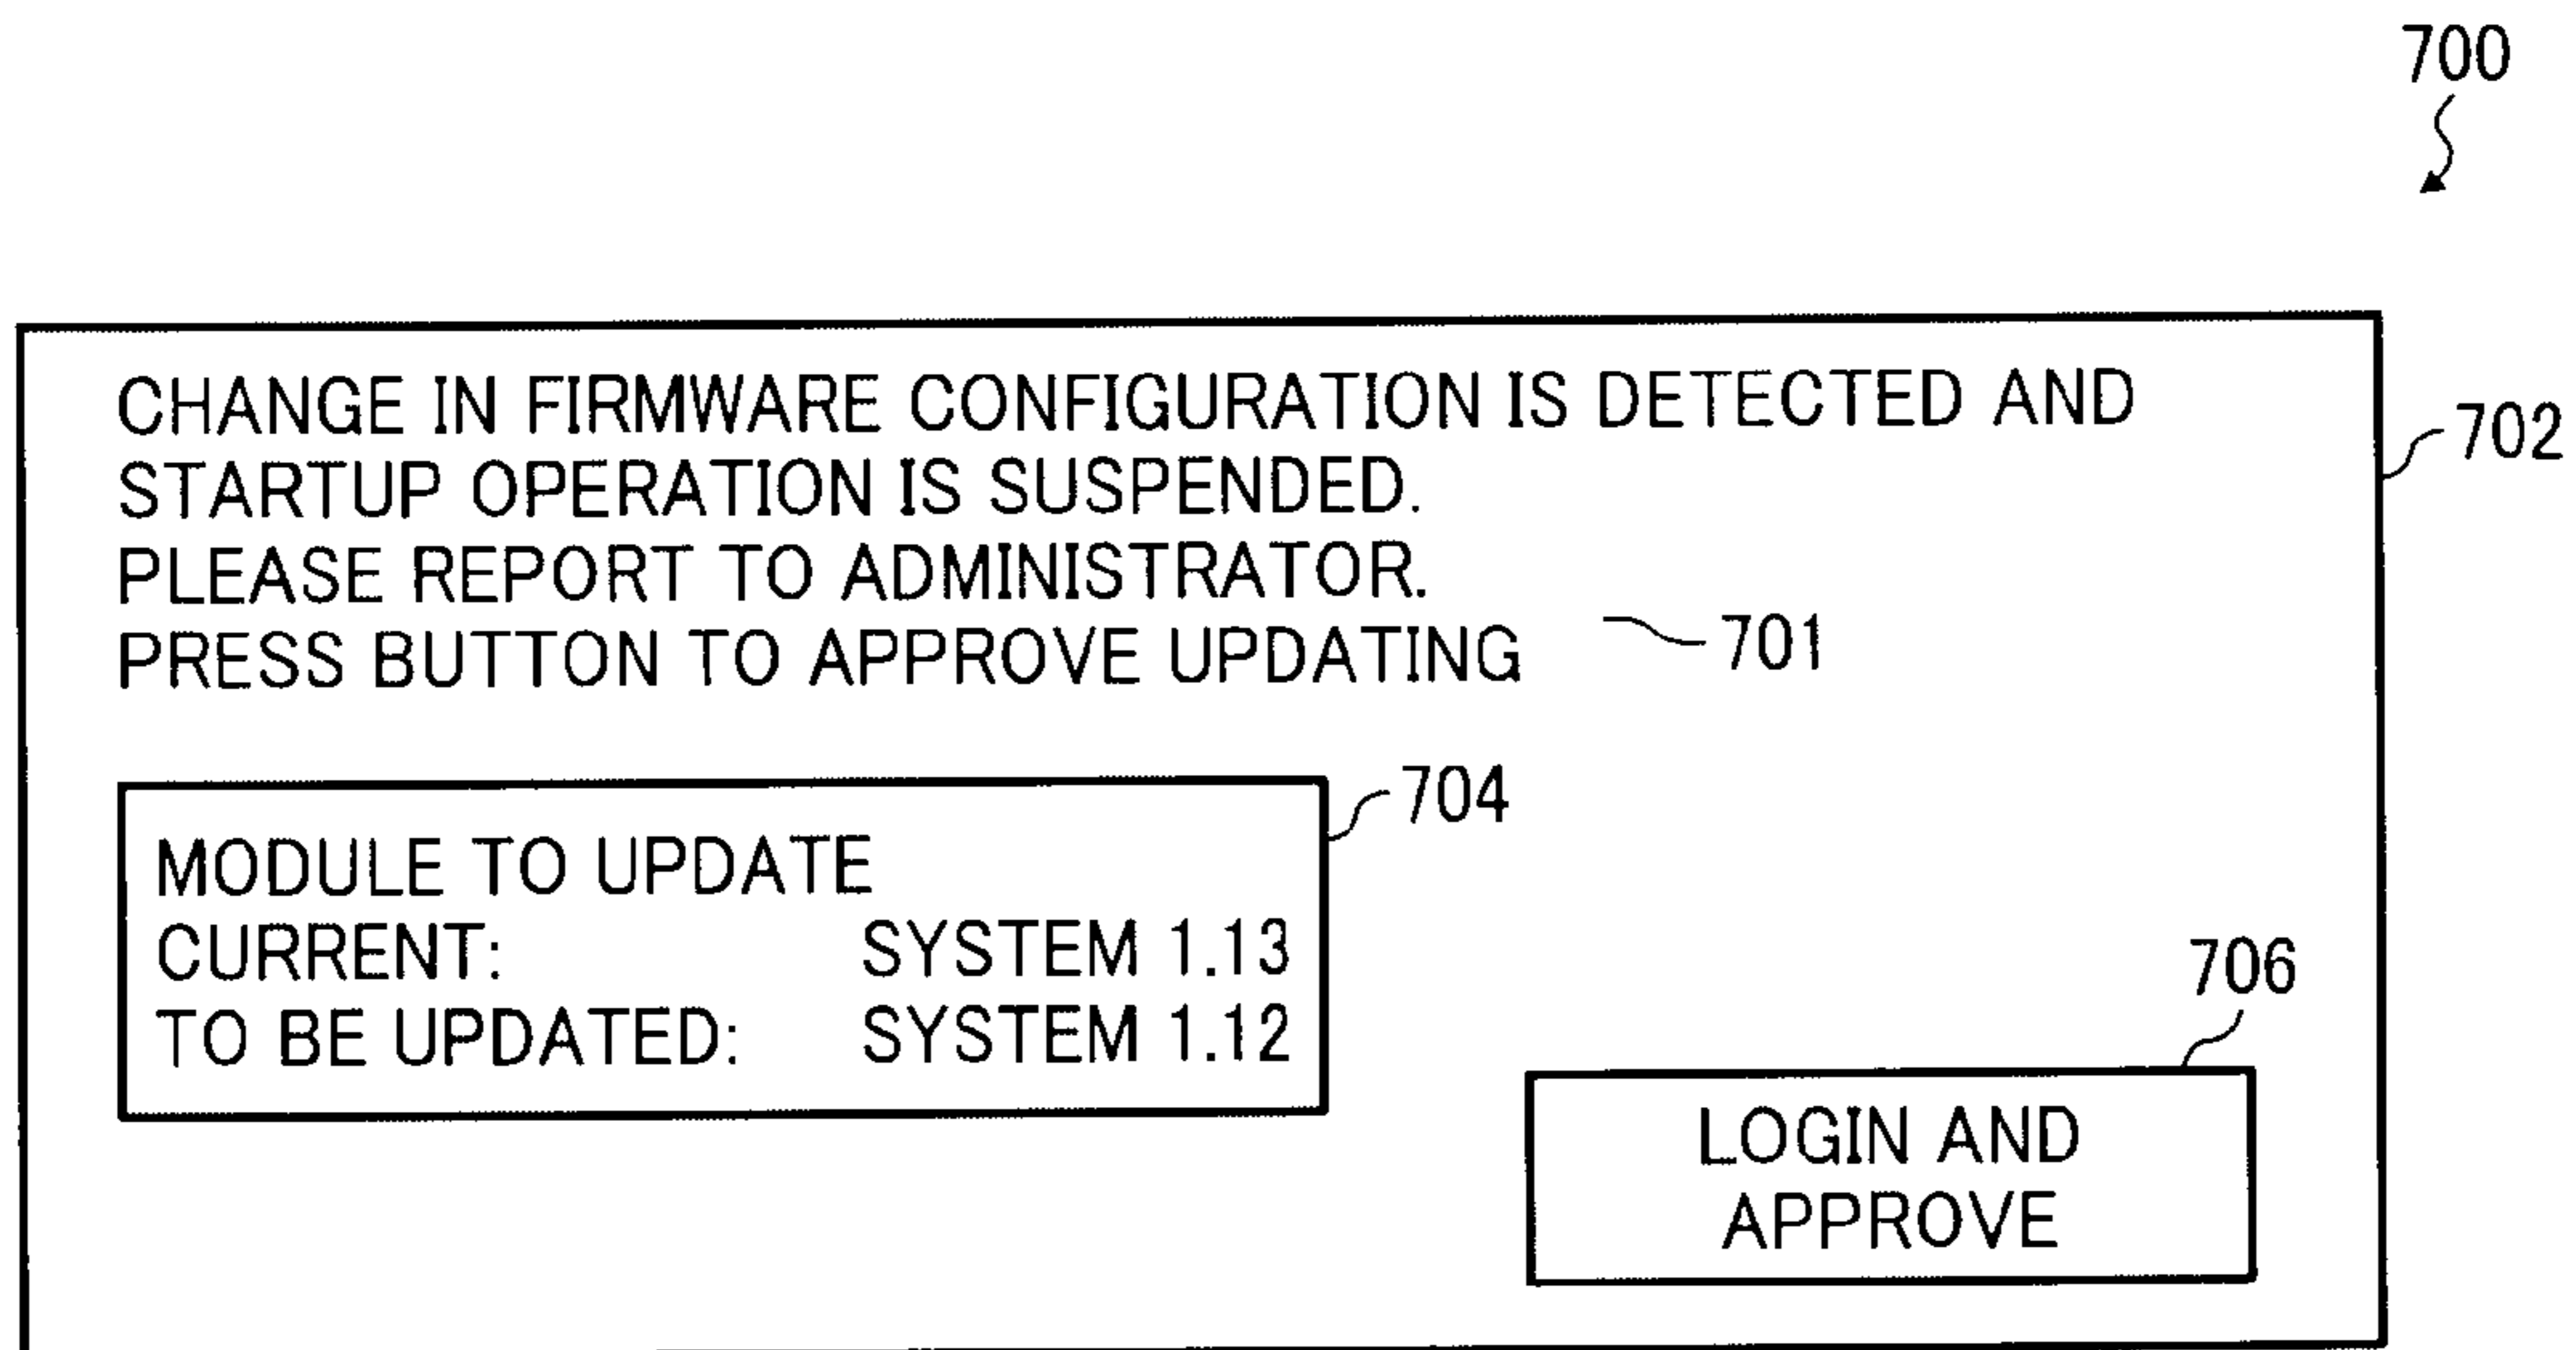 700
CHANGE IN FIRMWARE CONFIGURATION IS DETECTED AND
702
STARTUP OPERATION IS SUSPENDED.
PLEASE REPORT TO ADMINISTRATOR.
PRESS BUTTON TO APPROVE UPDATING
701
704
MODULE TO UPDATE
CURRENT: SYSTEM 1.13
TO BE UPDATED: SYSTEM 1.12
706
LOGIN AND
APPROVE